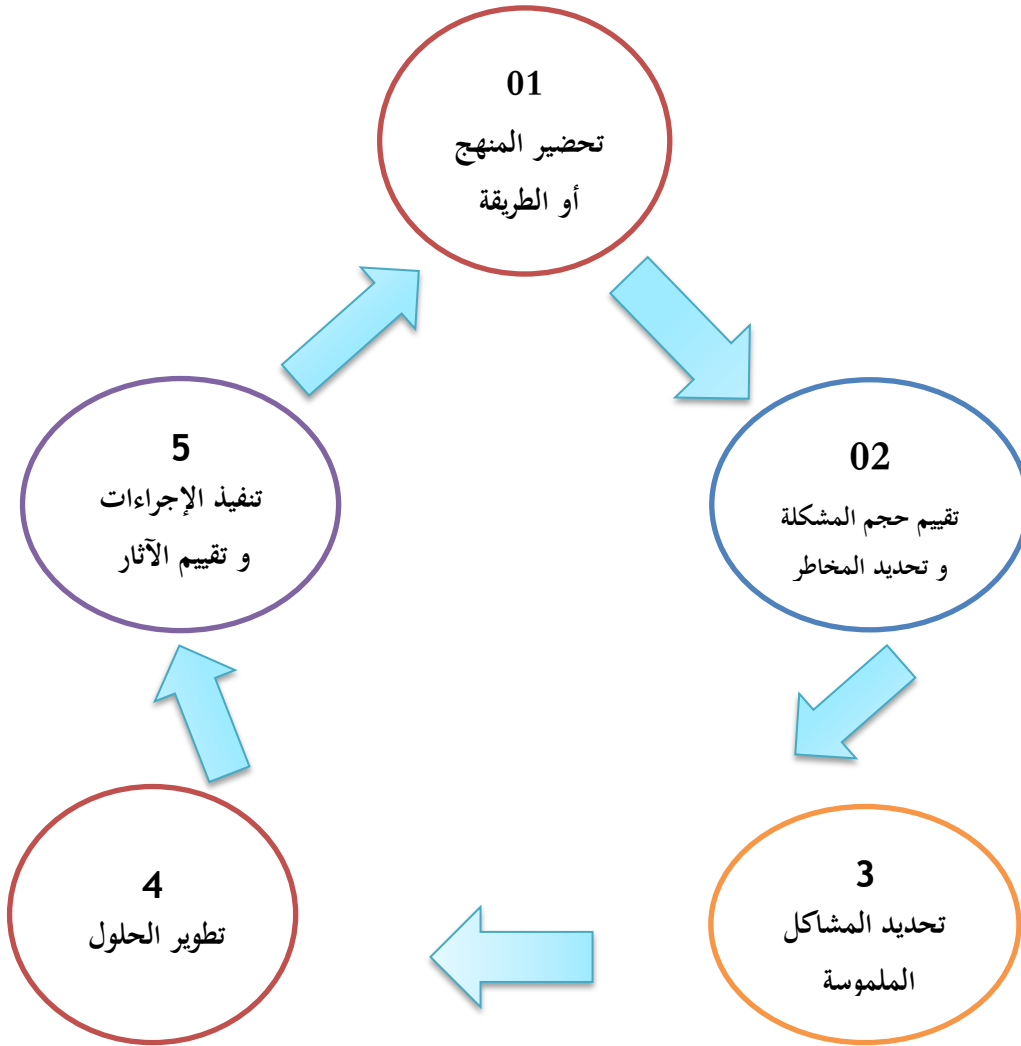 01
تحضير المنهج
أو الطريقة
02
تقييم حجم المشكلة
و تحديد المخاطر
3
تحديد المشاكل
الملموسة
4
تطوير الحلول
5
تنفيذ الإجراءات
و تقييم الآثار